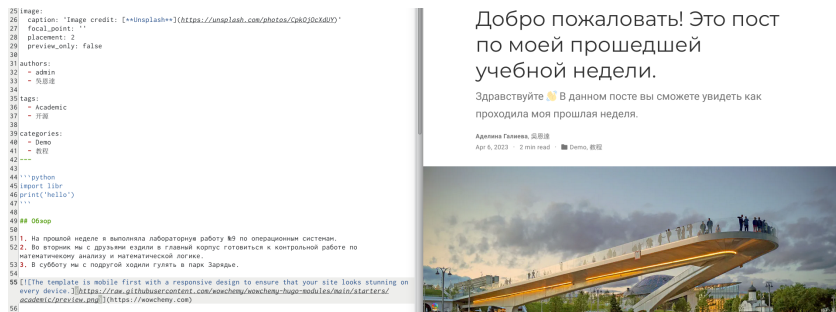 25 image:
26   caption: 'Image credit: [**Unsplash**](https://unsplash.com/photos/CpkOjOcXdUY)'
27   focal_point: ''
28   placement: 2
29   preview_only: false
30
31 authors:
32   - admin
33   - 吳恩達
34
35 tags:
36   - Academic
37   - 开源
38
39 categories:
40   - Demo
41   - 教程
42 ---
43
44 ```python
45 import libr
46 print('hello')
47 ```
48
49 ## Обзор
50
51 1. На прошлой неделе я выполняла лабораторную работу №9 по операционным системам.
52 2. Во вторник мы с друзьями ездили в главный корпус готовиться к контрольной работе по
математичекому анализу и математической логике.
53 3. В субботу мы с подругой ходили гулять в парк Зарядье.
54
55 [![The template is mobile first with a responsive design to ensure that your site looks stunning on
every device.](https://raw.githubusercontent.com/wowchemy/wowchemy-hugo-modules/main/starters/
academic/preview.png)](https://wowchemy.com)
56
Добро пожаловать! Это пост
по моей прошедшей
учебной недели.
Здравствуйте 👋 В данном посте вы сможете увидеть как
проходила моя прошлая неделя.
Аделина Галиева, 吳恩達
Apr 6, 2023 · 2 min read · Demo, 教程